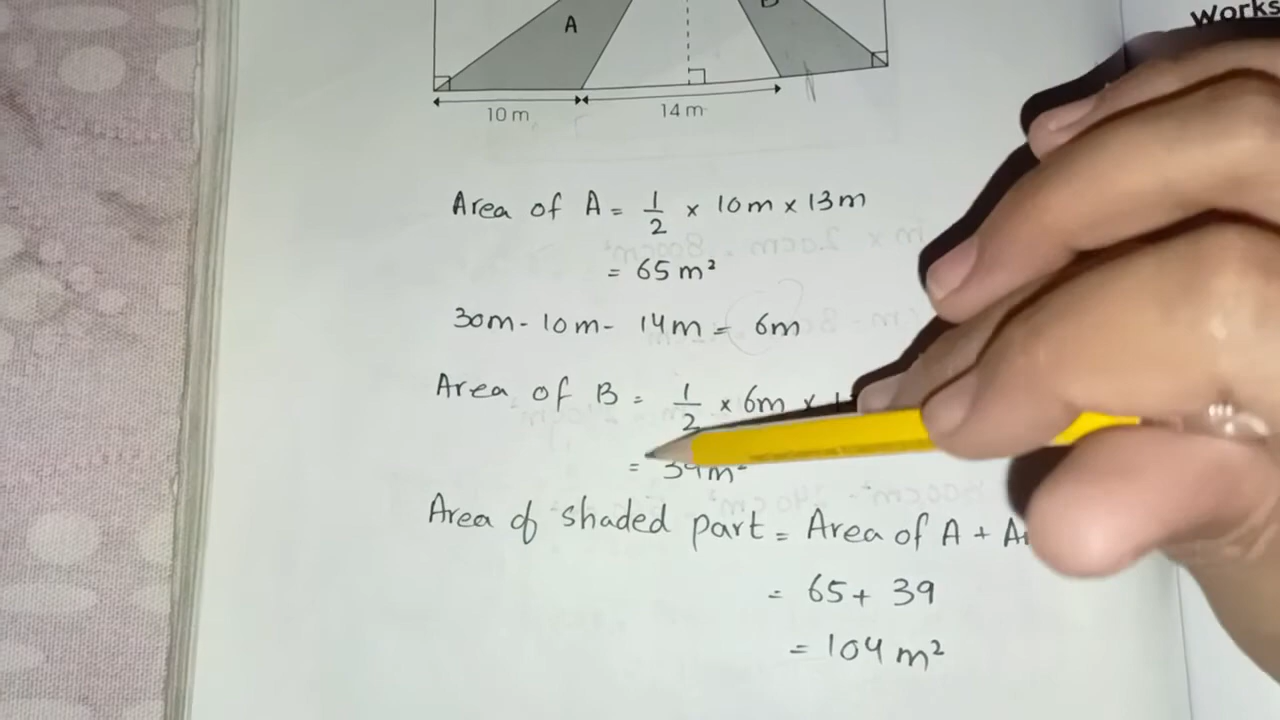 Works
A
10 m
14 m
Area of A = 1/2 x 10m x 13m
= 65 m²
30m - 10m - 14m = 6m
Area of B = 1/2 x 6m x
= 39m²
Area of shaded part = Area of A +
= 65 + 39
= 104 m²